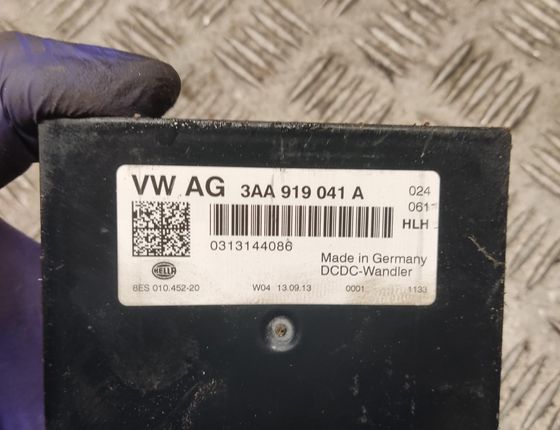 VW AG 3AA 919 041 A
024
061
HLH
0313144086
Made in Germany
DCDC-Wandler
HELLA
8ES 010.452-20 W04 13.09.13 0001 1133